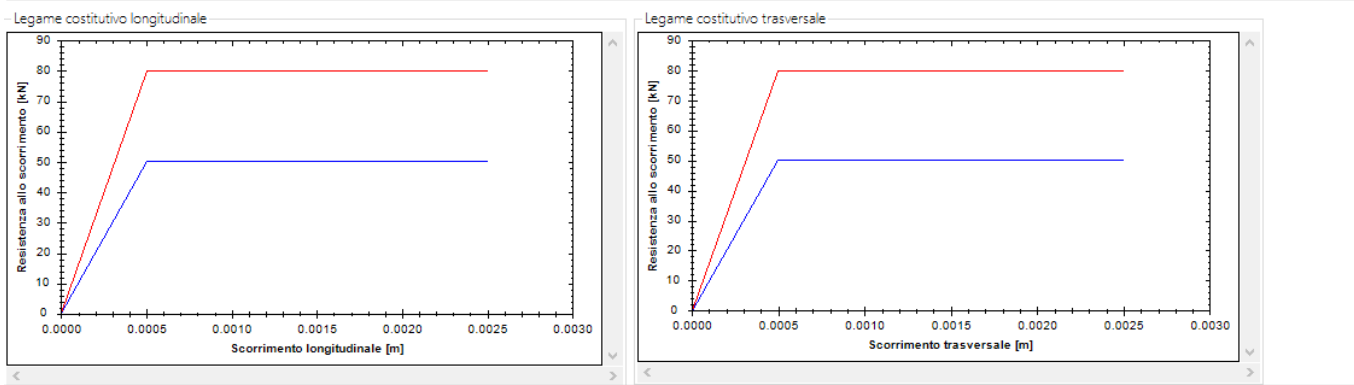 Legame costitutivo longitudinale
90
80
70
60
50
40
30
20
10
0
Resistenza allo scorrimento [kN]
0.0000 0.0005 0.0010 0.0015 0.0020 0.0025 0.0030
Scorrimento longitudinale [m]
Legame costitutivo trasversale
90
80
70
60
50
40
30
20
10
0
Resistenza allo scorrimento [kN]
0.0000 0.0005 0.0010 0.0015 0.0020 0.0025 0.0030
Scorrimento trasversale [m]